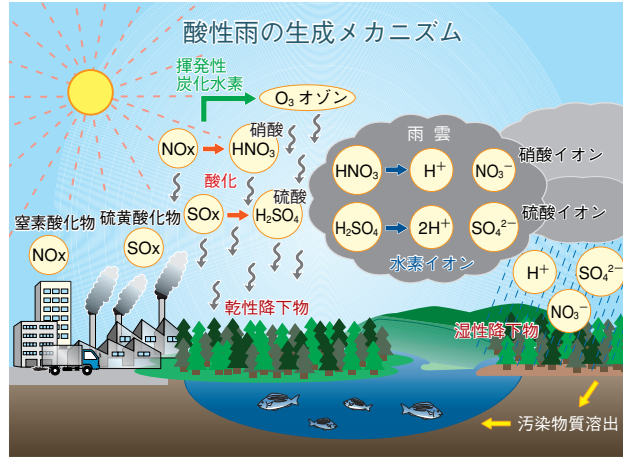 酸性雨の生成メカニズム
揮発性
炭化水素
O₃オゾン
硝酸
NOx
HNO₃
酸化
硫酸
SOx
H₂SO₄
窒素酸化物
硫黄酸化物
NOx
SOx
乾性降下物
雨雲
HNO₃
H⁺
NO₃⁻
H₂SO₄
2H⁺
SO₄²⁻
水素イオン
硝酸イオン
硫酸イオン
H⁺
SO₄²⁻
NO₃⁻
湿性降下物
汚染物質溶出